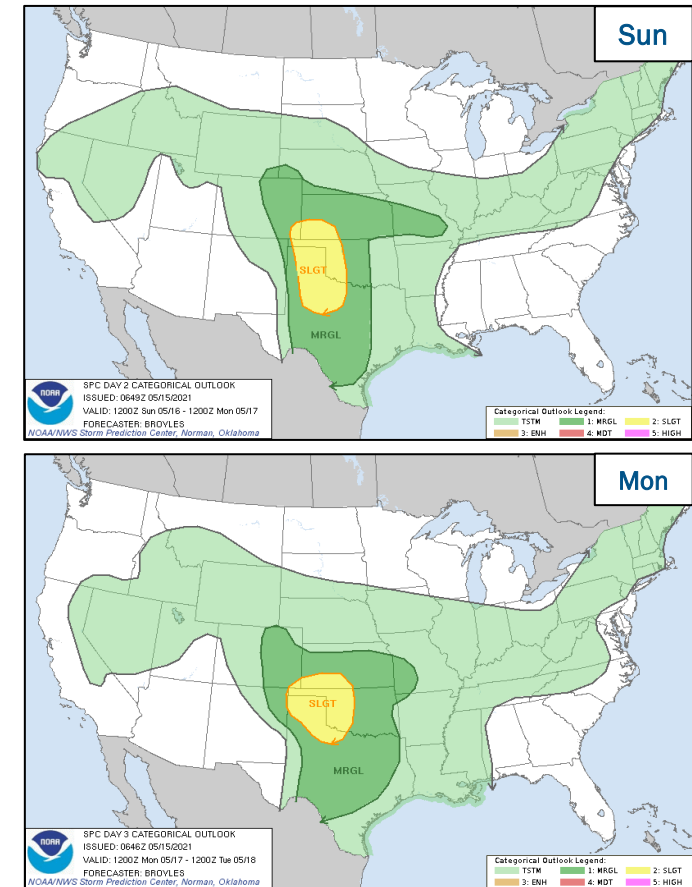 Sun
SLGT
MRGL
NOAA
SPC DAY 2 CATEGORICAL OUTLOOK
ISSUED: 0649Z 05/15/2021
VALID: 1200Z Sun 05/16 - 1200Z Mon 05/17
FORECASTER: BROYLES
NOAA/NWS Storm Prediction Center, Norman, Oklahoma
Categorical Outlook Legend:
TSTM 1: MRGL 2: SLGT
3: ENH 4: MDT 5: HIGH
Mon
SLGT
MRGL
NOAA
SPC DAY 3 CATEGORICAL OUTLOOK
ISSUED: 0646Z 05/15/2021
VALID: 1200Z Mon 05/17 - 1200Z Tue 05/18
FORECASTER: BROYLES
NOAA/NWS Storm Prediction Center, Norman, Oklahoma
Categorical Outlook Legend:
TSTM 1: MRGL 2: SLGT
3: ENH 4: MDT 5: HIGH